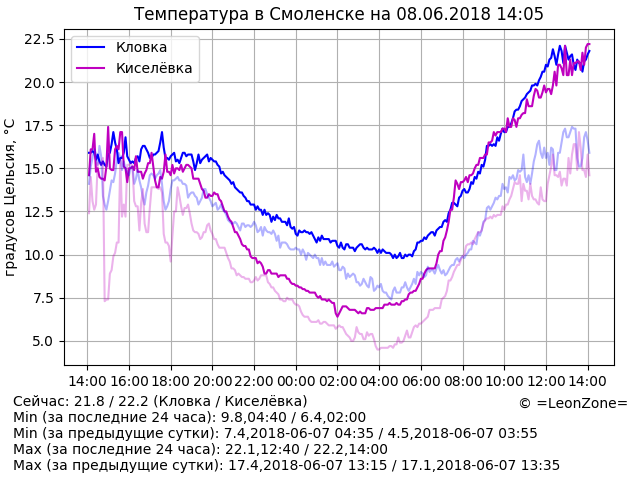 Температура в Смоленске на 08.06.2018 14:05
градусов Цельсия, °C
22.5
20.0
17.5
15.0
12.5
10.0
7.5
5.0
Кловка
Киселёвка
14:00 16:00 18:00 20:00 22:00 00:00 02:00 04:00 06:00 08:00 10:00 12:00 14:00
Сейчас: 21.8 / 22.2 (Кловка / Киселёвка)
© =LeonZone=
Min (за последние 24 часа): 9.8,04:40 / 6.4,02:00
Min (за предыдущие сутки): 7.4,2018-06-07 04:35 / 4.5,2018-06-07 03:55
Max (за последние 24 часа): 22.1,12:40 / 22.2,14:00
Max (за предыдущие сутки): 17.4,2018-06-07 13:15 / 17.1,2018-06-07 13:35